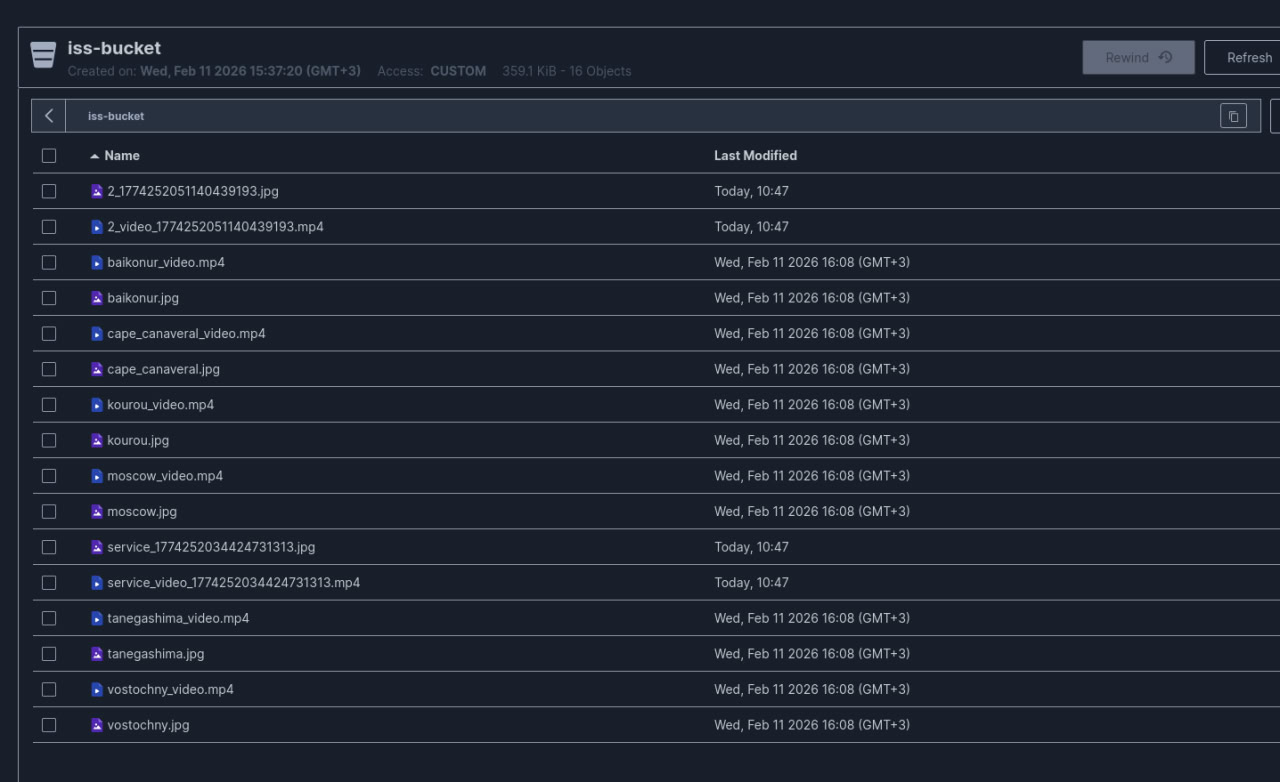 iss-bucket
Created on: Wed, Feb 11 2026 15:37:20 (GMT+3) Access: CUSTOM 359.1 KiB - 16 Objects
Rewind Refresh
iss-bucket
Name Last Modified
2_1774252051140439193.jpg Today, 10:47
2_video_1774252051140439193.mp4 Today, 10:47
baikonur_video.mp4 Wed, Feb 11 2026 16:08 (GMT+3)
baikonur.jpg Wed, Feb 11 2026 16:08 (GMT+3)
cape_canaveral_video.mp4 Wed, Feb 11 2026 16:08 (GMT+3)
cape_canaveral.jpg Wed, Feb 11 2026 16:08 (GMT+3)
kourou_video.mp4 Wed, Feb 11 2026 16:08 (GMT+3)
kourou.jpg Wed, Feb 11 2026 16:08 (GMT+3)
moscow_video.mp4 Wed, Feb 11 2026 16:08 (GMT+3)
moscow.jpg Wed, Feb 11 2026 16:08 (GMT+3)
service_1774252034424731313.jpg Today, 10:47
service_video_1774252034424731313.mp4 Today, 10:47
tanegashima_video.mp4 Wed, Feb 11 2026 16:08 (GMT+3)
tanegashima.jpg Wed, Feb 11 2026 16:08 (GMT+3)
vostochny_video.mp4 Wed, Feb 11 2026 16:08 (GMT+3)
vostochny.jpg Wed, Feb 11 2026 16:08 (GMT+3)